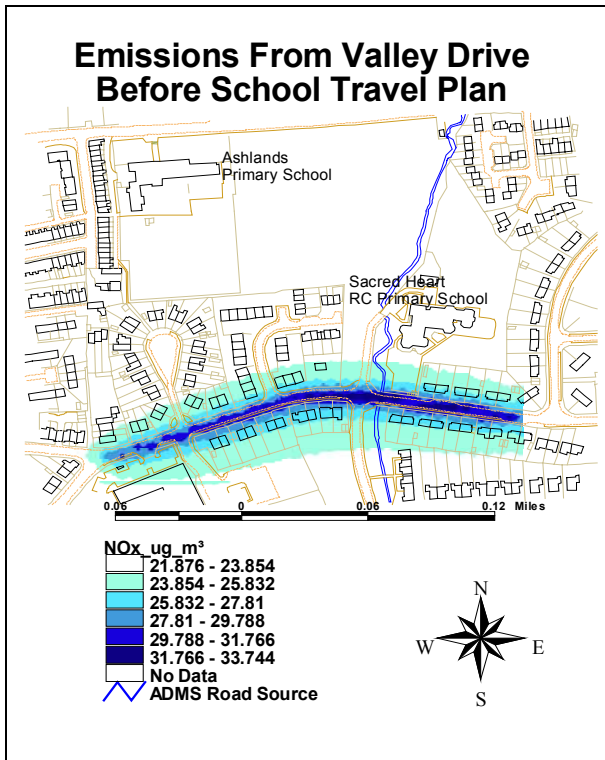 Emissions From Valley Drive
Before School Travel Plan
Ashlands
Primary School
Sacred Heart
RC Primary School
0.06 0 0.06 0.12 Miles
NOx_ug_m³
21.876 - 23.854
23.854 - 25.832
25.832 - 27.81
27.81 - 29.788
29.788 - 31.766
31.766 - 33.744
No Data
ADMS Road Source
N
W E
S